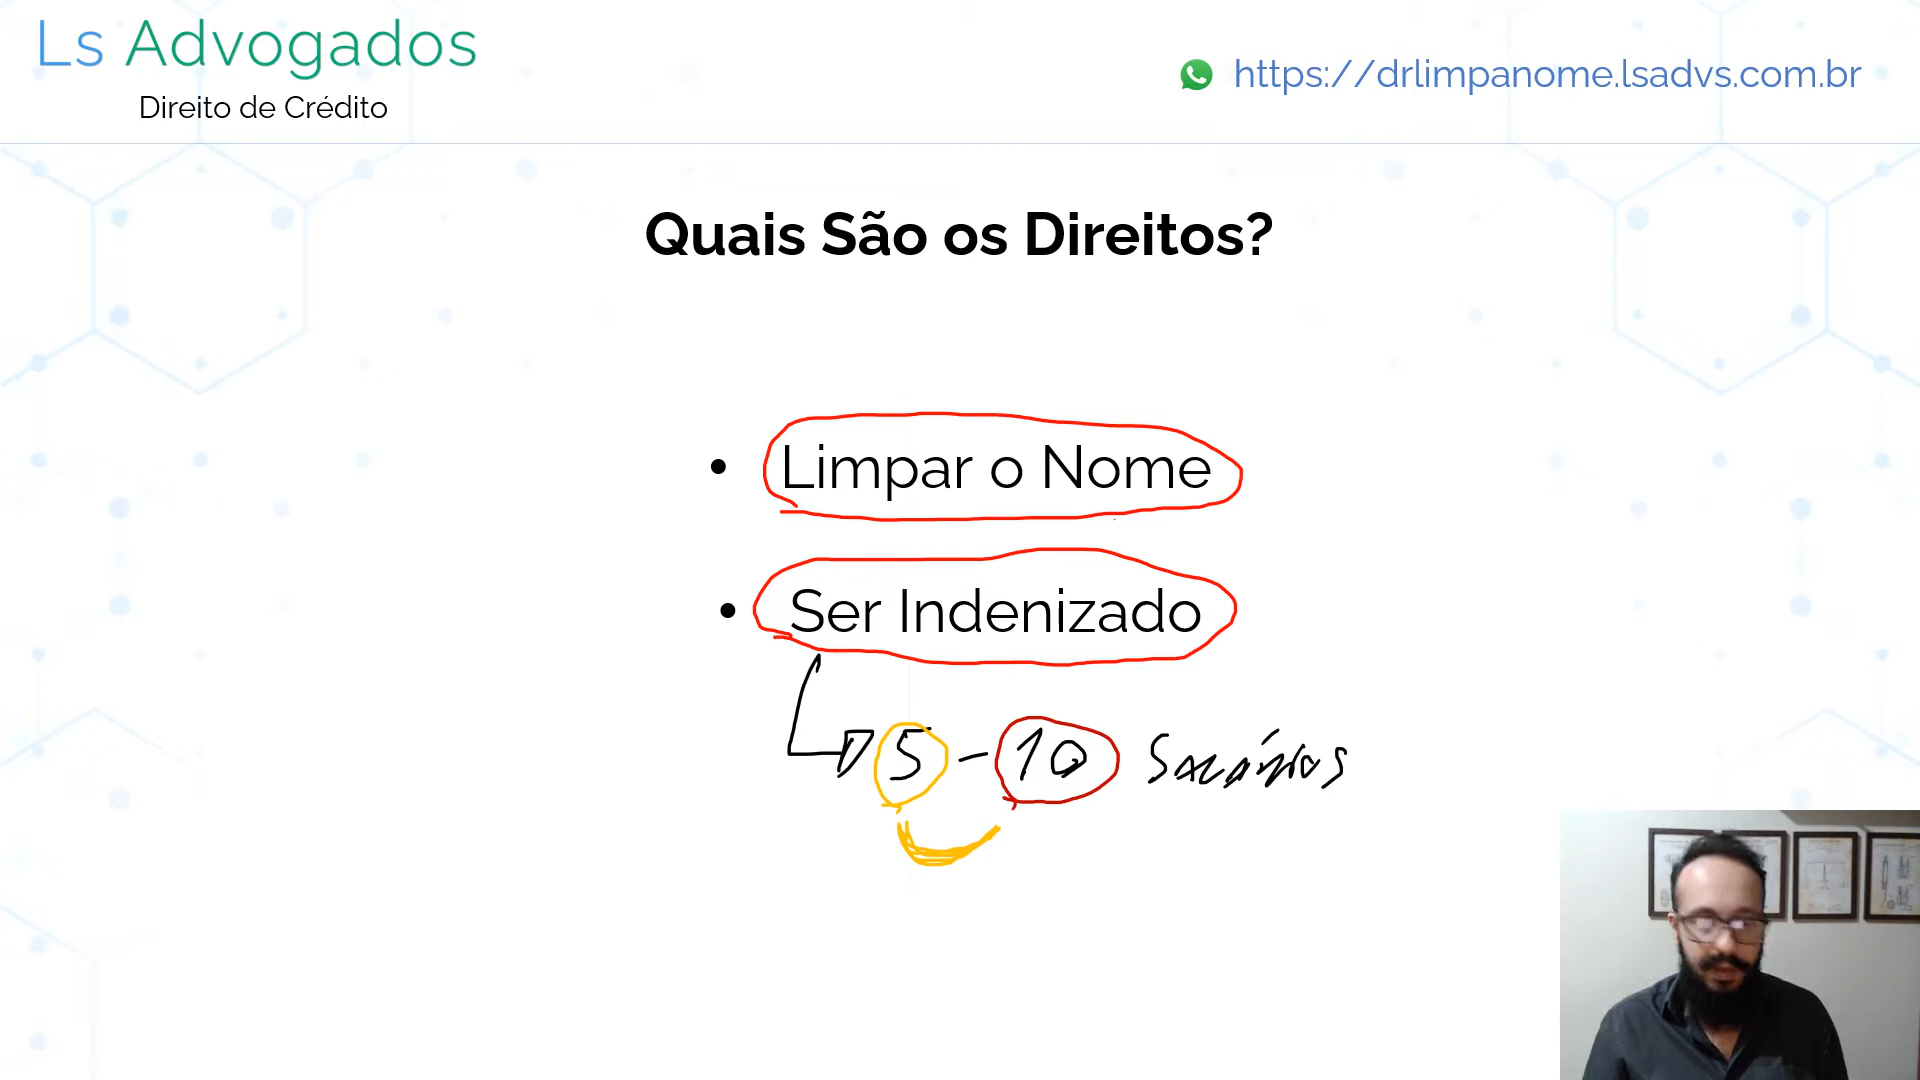 Ls Advogados
Direito de Crédito
https://drlimpanome.lsadvs.com.br
Quais São os Direitos?
• Limpar o Nome
• Ser Indenizado
5 - 10 Salários